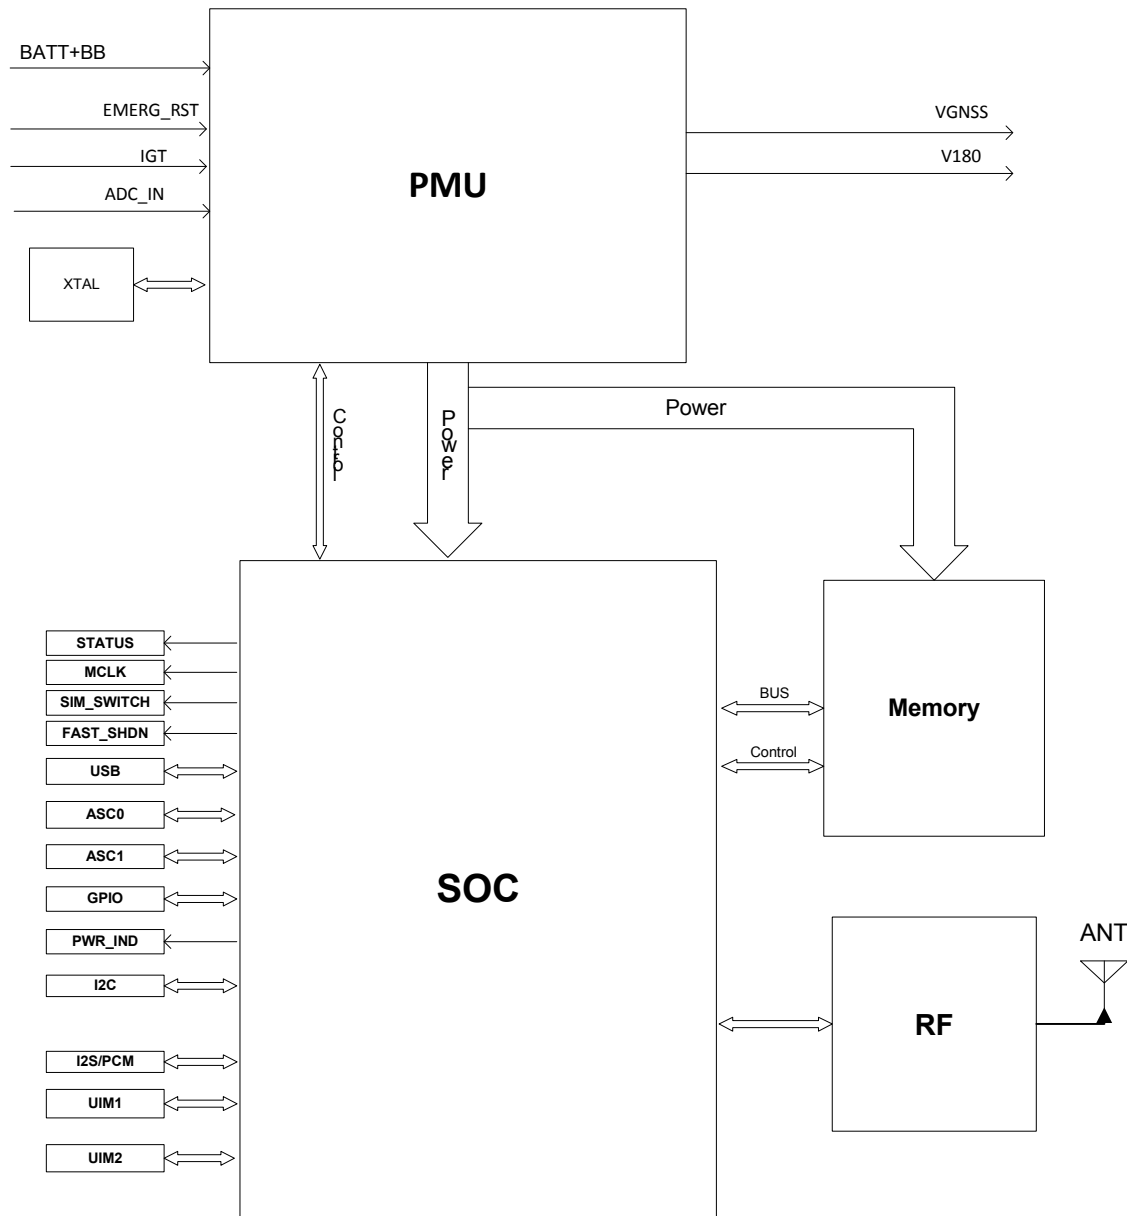 BATT+BB
EMERG_RST
IGT
ADC_IN
XTAL
PMU
VGNSS
V180
Control
Power
Power
STATUS
MCLK
SIM_SWITCH
FAST_SHDN
USB
ASC0
ASC1
GPIO
PWR_IND
I2C
I2S/PCM
UIM1
UIM2
SOC
BUS
Control
Memory
RF
ANT